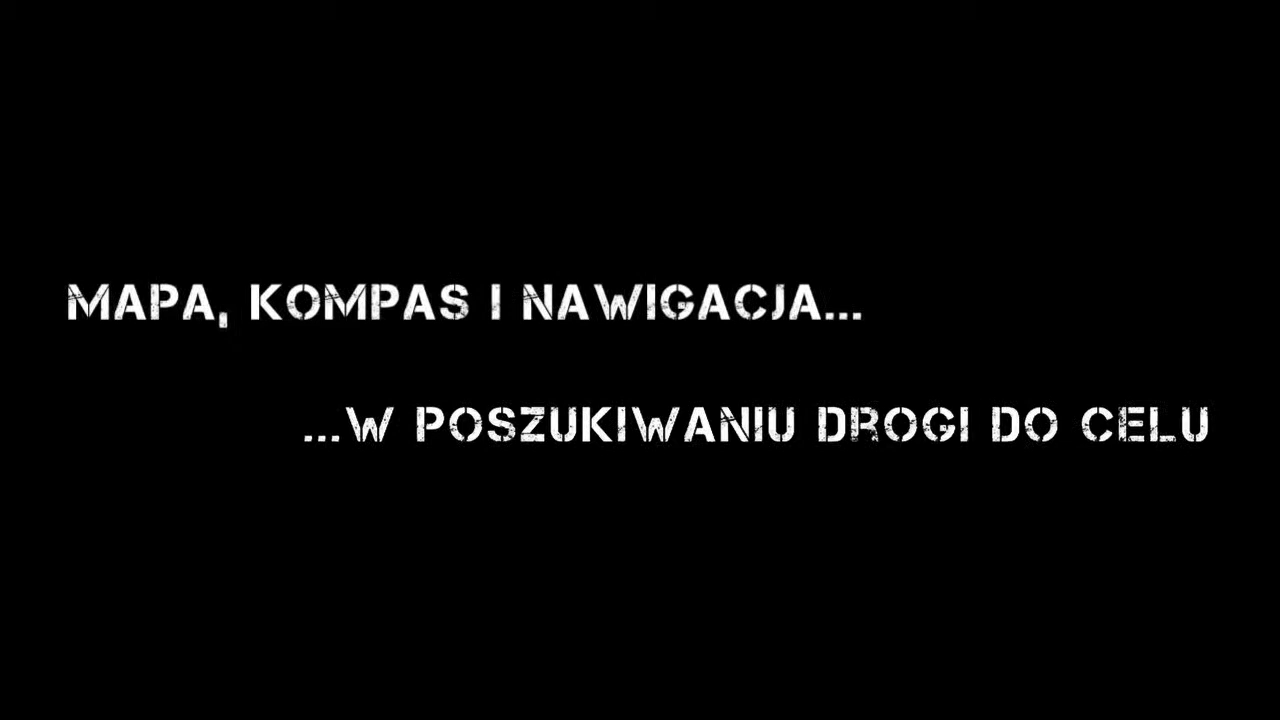 MAPA, KOMPAS I NAWIGACJA...
...W POSZUKIWANIU DROGI DO CELU